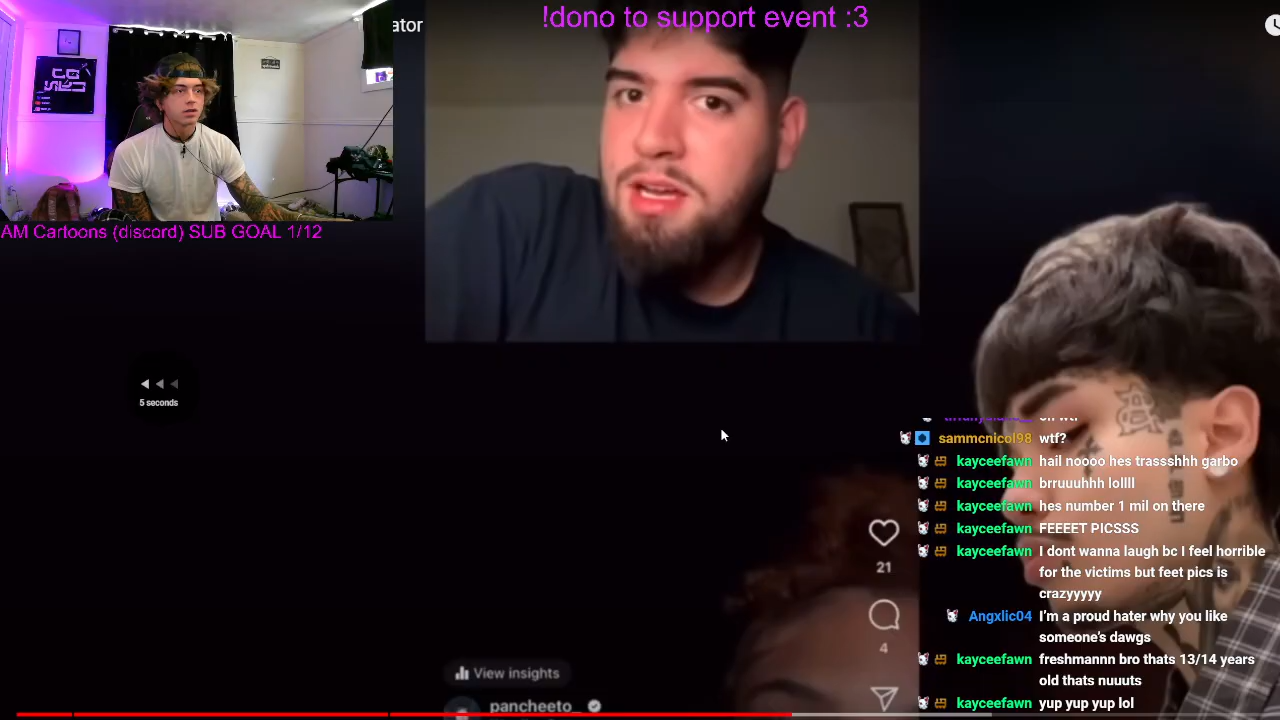 !dono to support event :3
ator
AM Cartoons (discord) SUB GOAL 1/12
5 seconds
sammcnicol98 wtf?
kayceefawn hail noooo hes trassshhh garbo
kayceefawn brruuuhhh lollll
kayceefawn hes number 1 mil on there
kayceefawn FEEEET PICSSS
kayceefawn I dont wanna laugh bc I feel horrible
for the victims but feet pics is
crazyyyyy
Angxlic04 I'm a proud hater why you like
someone's dawgs
kayceefawn freshmannn bro thats 13/14 years
old thats nuuuts
kayceefawn yup yup yup lol
21
4
View insights
pancheeto_